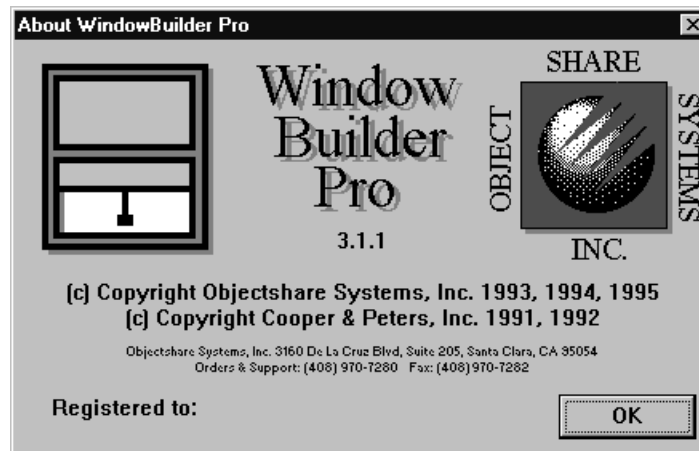 About WindowBuilder Pro
Window
Builder
Pro
3.1.1
OBJECT
SHARE
SYSTEMS
INC.
(c) Copyright Objectshare Systems, Inc. 1993, 1994, 1995
(c) Copyright Cooper & Peters, Inc. 1991, 1992
Objectshare Systems, Inc. 3160 De La Cruz Blvd, Suite 205, Santa Clara, CA 95054
Orders & Support: (408) 970-7280 Fax: (408) 970-7282
Registered to:
OK